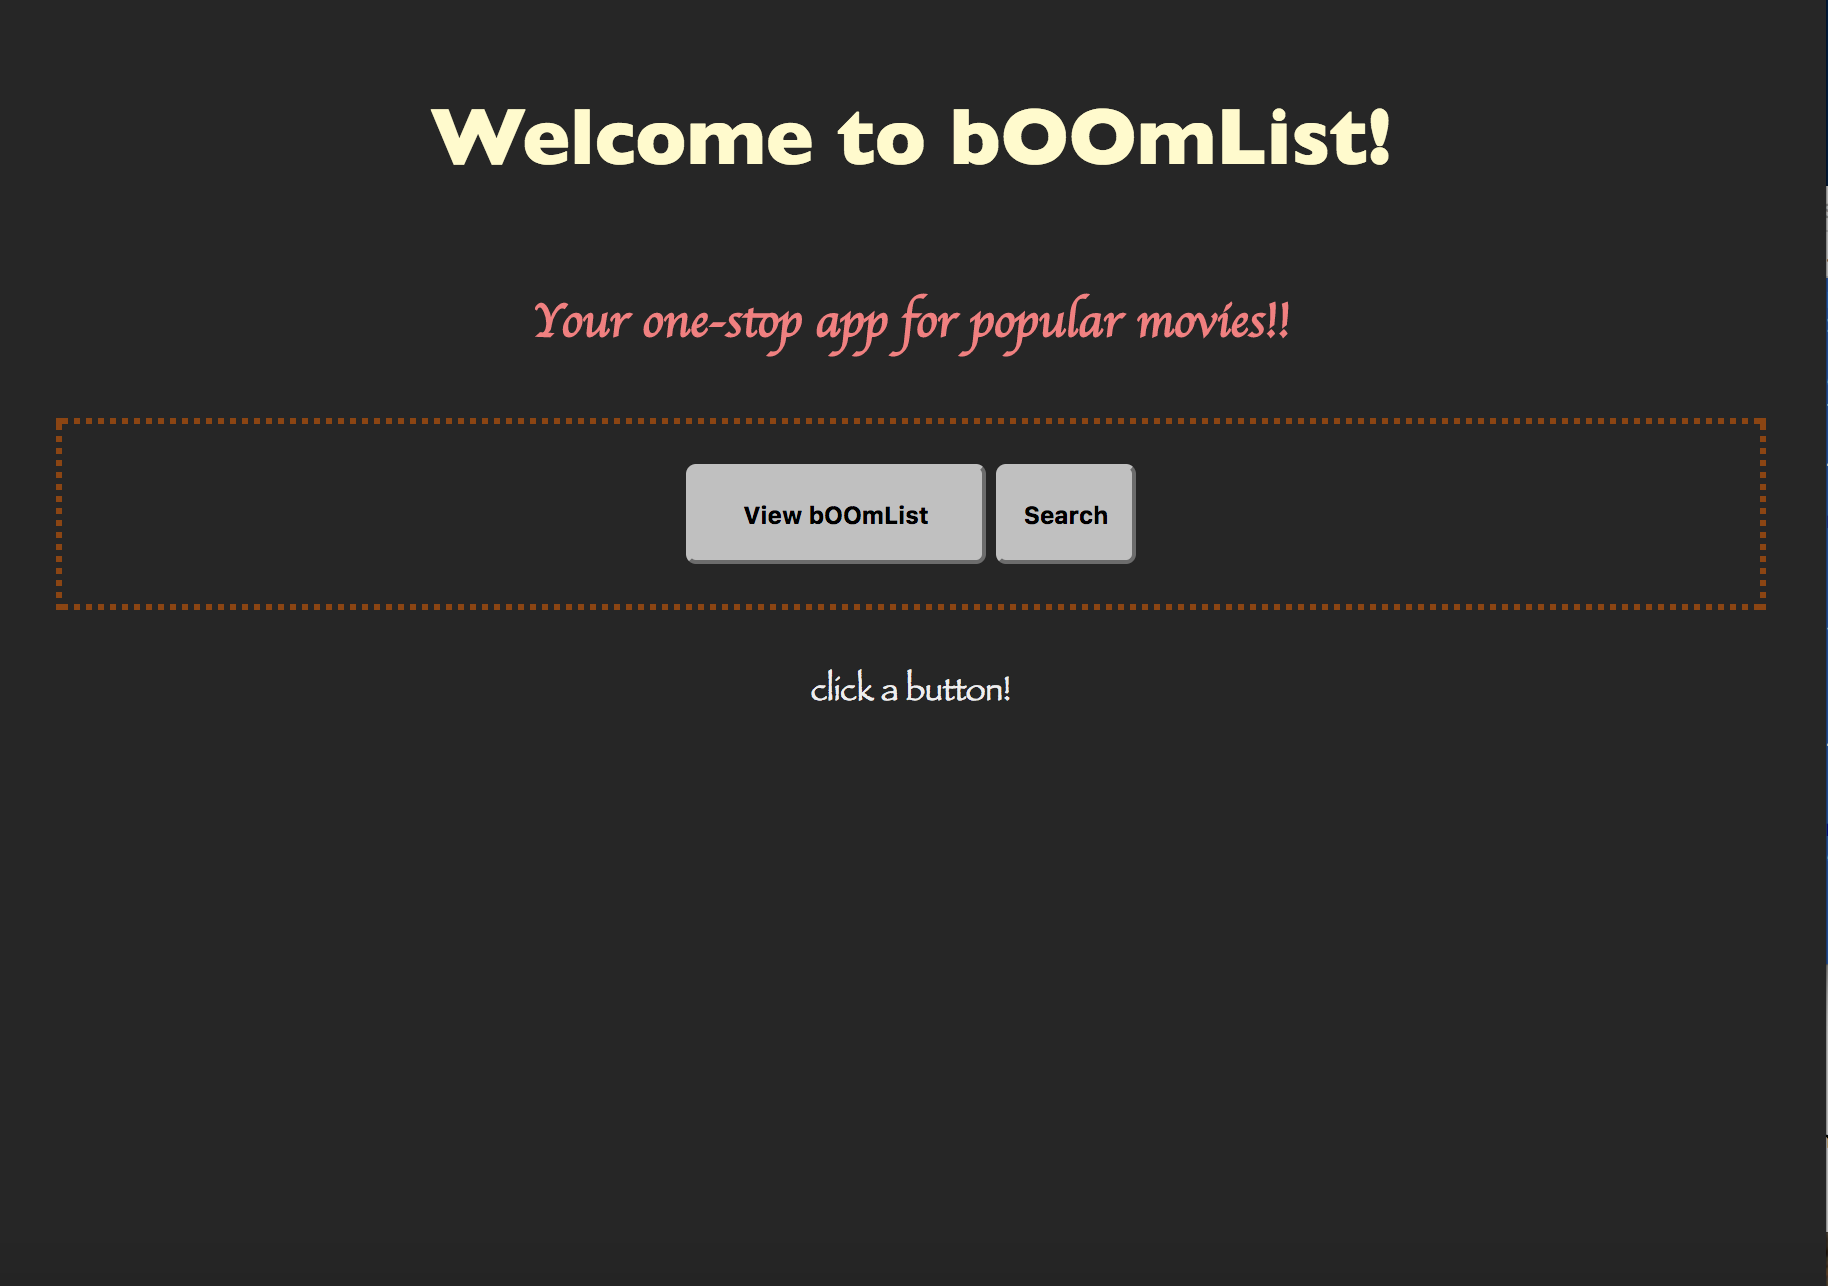 Welcome to bOOmList!
Your one-stop app for popular movies!!
View bOOmList Search
click a button!